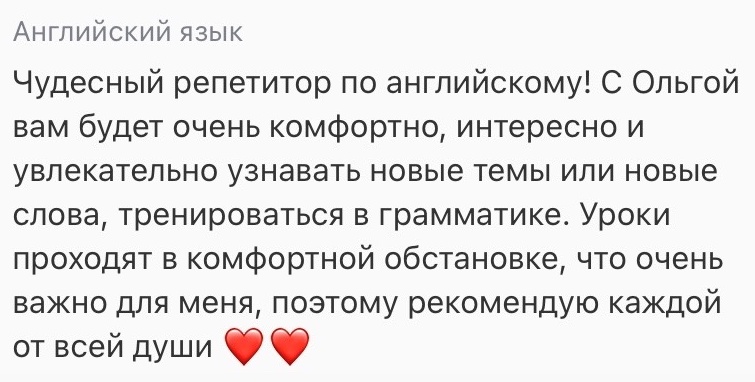 Английский язык
Чудесный репетитор по английскому! С Ольгой
вам будет очень комфортно, интересно и
увлекательно узнавать новые темы или новые
слова, тренироваться в грамматике. Уроки
проходят в комфортной обстановке, что очень
важно для меня, поэтому рекомендую каждой
от всей души ❤️❤️